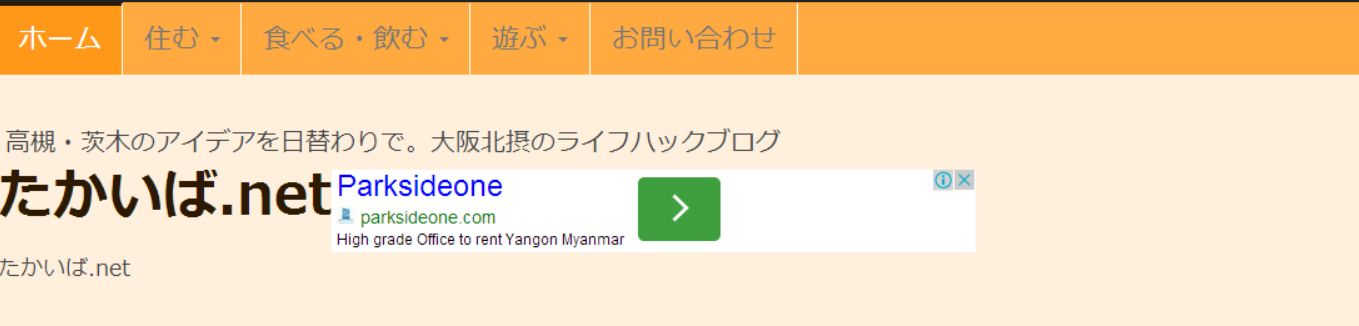 ホーム 住む 食べる・飲む 遊ぶ お問い合わせ
高槻・茨木のアイデアを日替わりで。大阪北摂のライフハックブログ
たかいば.net
Parksideone
parksideone.com
High grade Office to rent Yangon Myanmar
たかいば.net